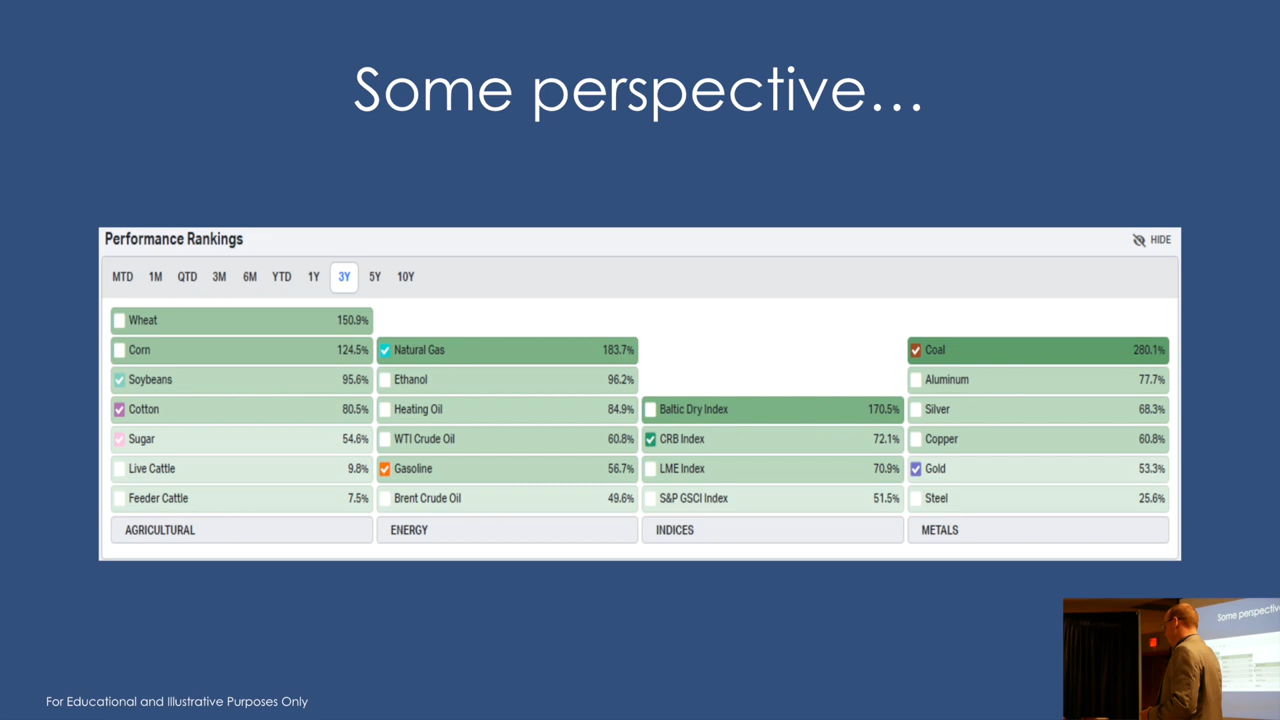 Some perspective…
Performance Rankings
HIDE
MTD 1M QTD 3M 6M YTD 1Y 3Y 5Y 10Y
Wheat 150.9%
Corn 124.5%
Soybeans 95.6%
Cotton 80.5%
Sugar 54.6%
Live Cattle 9.8%
Feeder Cattle 7.5%
AGRICULTURAL
Natural Gas 183.7%
Ethanol 96.2%
Heating Oil 84.9%
WTI Crude Oil 60.8%
Gasoline 56.7%
Brent Crude Oil 49.6%
ENERGY
Baltic Dry Index 170.5%
CRB Index 72.1%
LME Index 70.9%
S&P GSCI Index 51.5%
INDICES
Coal 280.1%
Aluminum 77.7%
Silver 68.3%
Copper 60.8%
Gold 53.3%
Steel 25.6%
METALS
Some perspective
For Educational and Illustrative Purposes Only